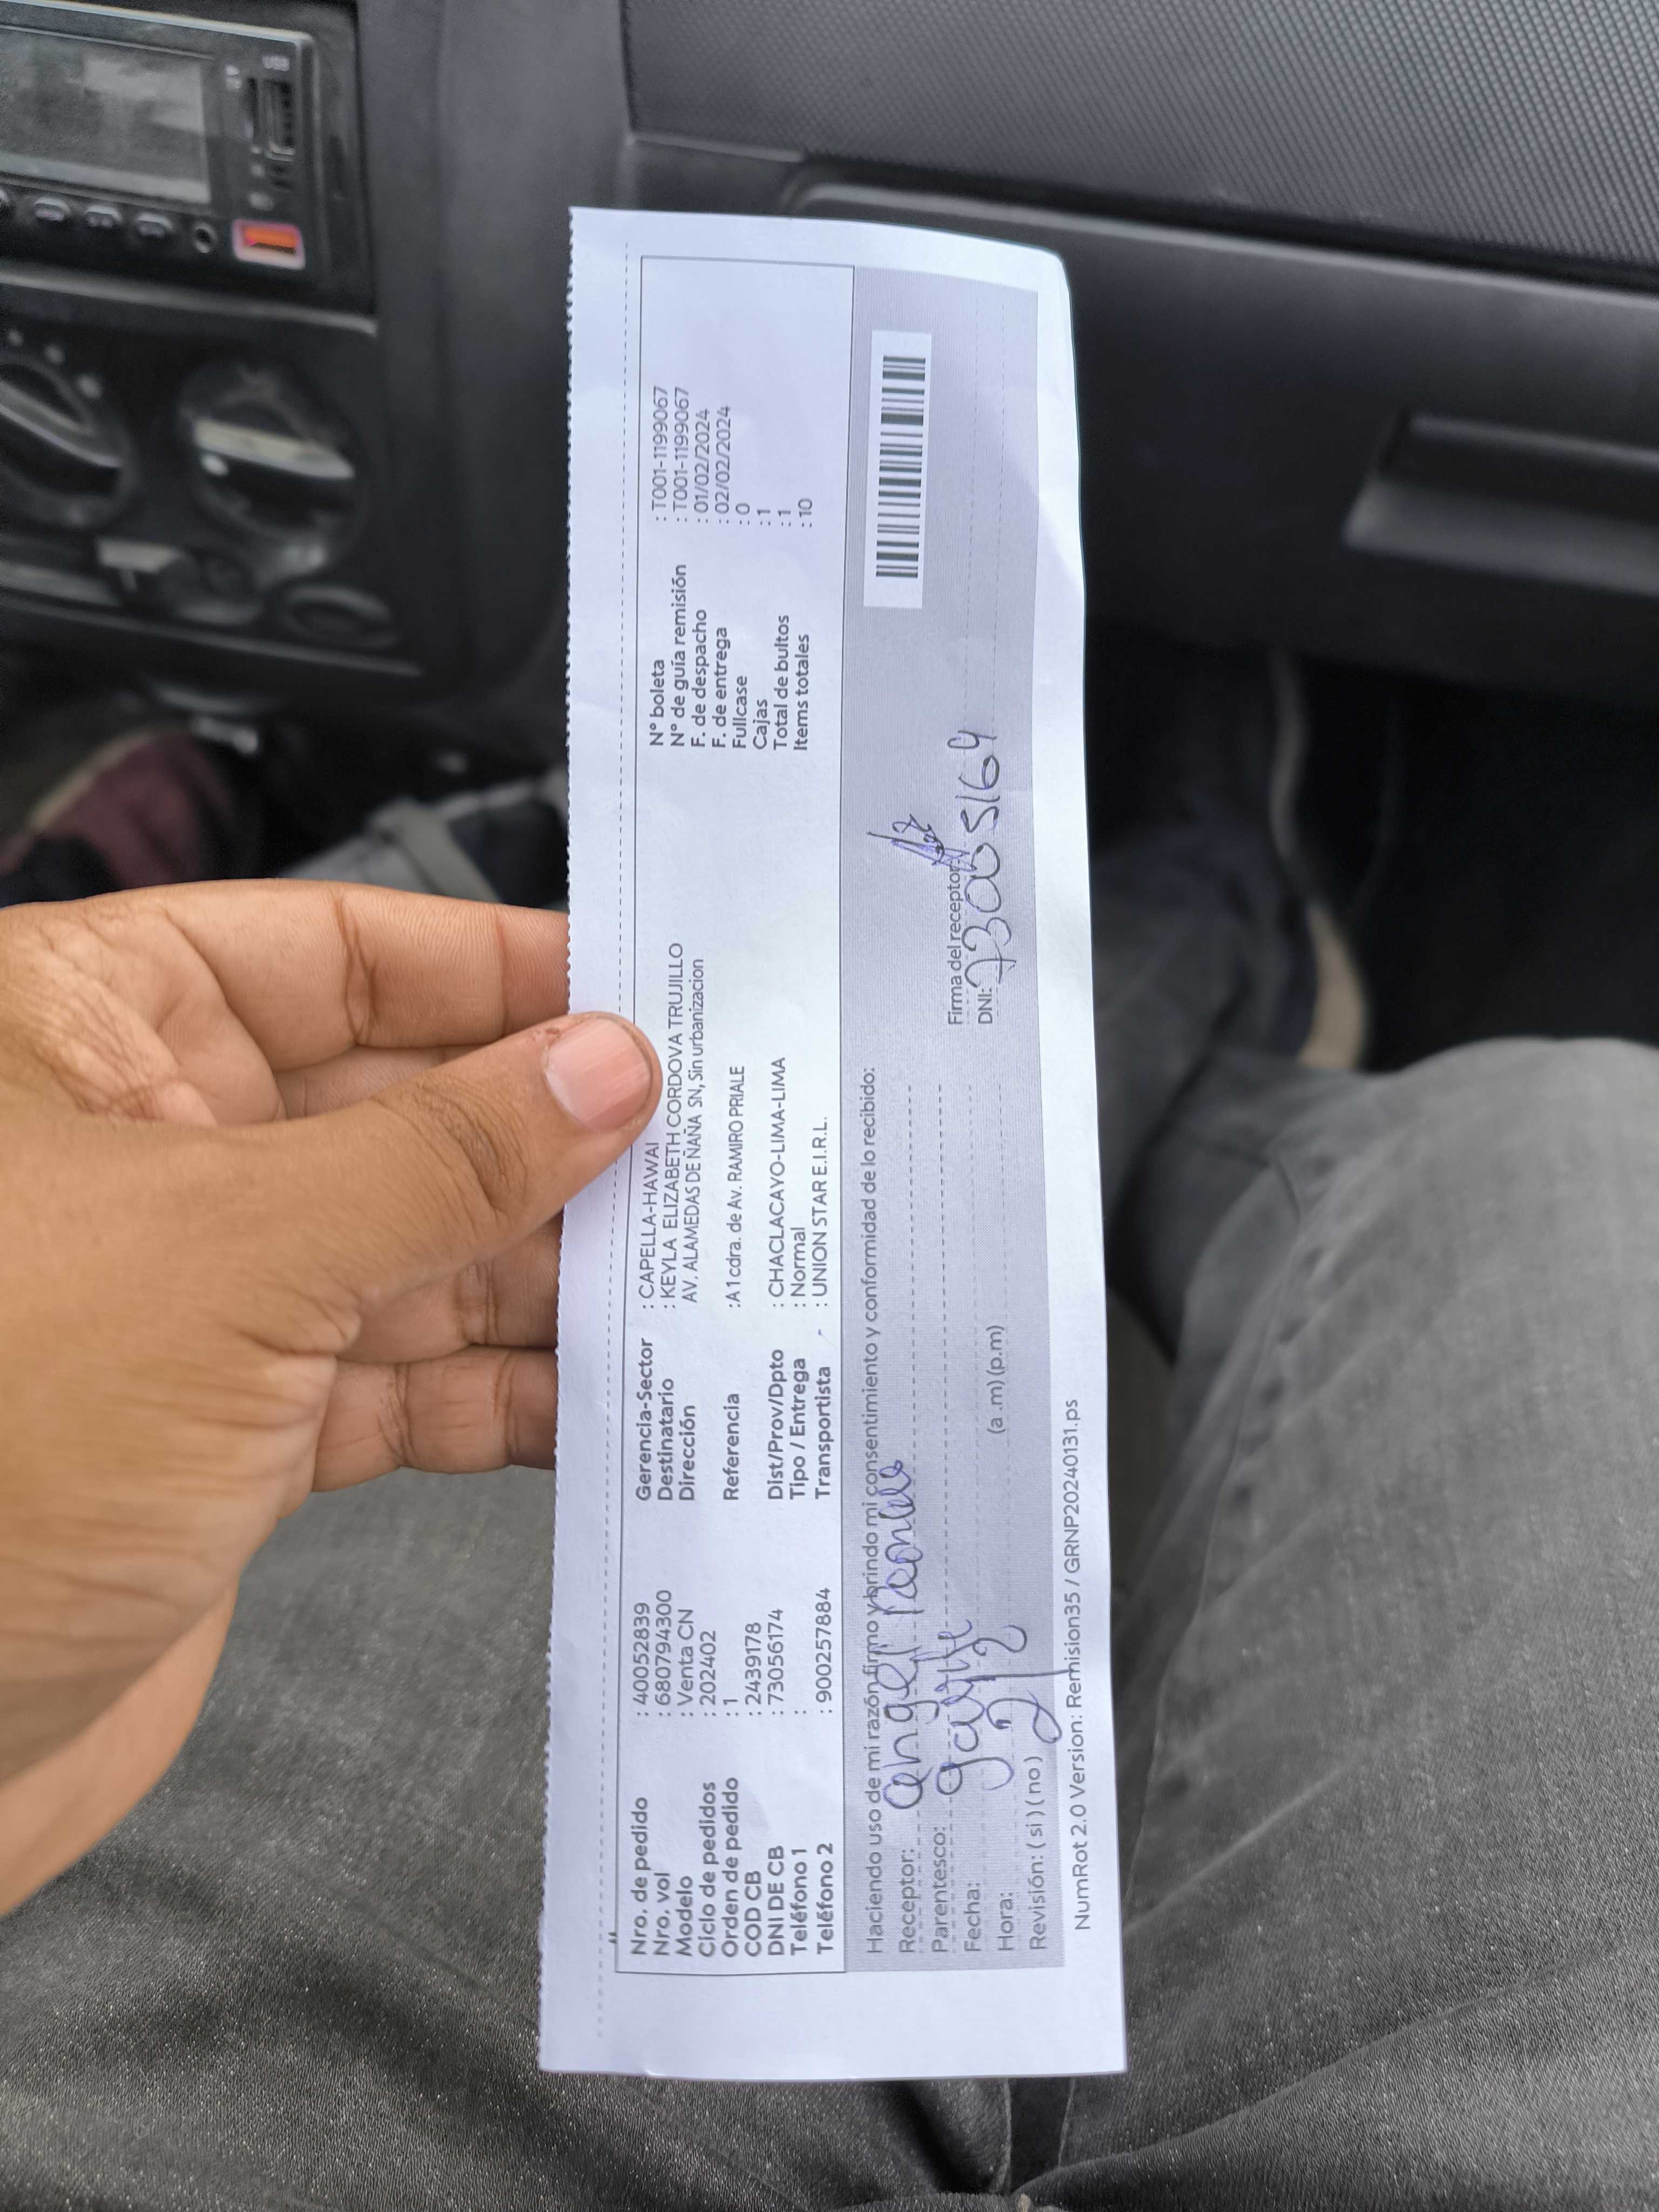 Nro. de pedido : 40052839
Nro. vol : 680794300
Modelo : Venta CN
Ciclo de pedidos : 202402
Orden de pedido : 1
COD CB : 2439178
DNI DE CB : 73056174
Teléfono 1 :
Teléfono 2 : 900257884
Gerencia-Sector : CAPELLA-HAWAI
Destinatario : KEYLA ELIZABETH CORDOVA TRUJILLO
Dirección AV. ALAMEDAS DE ÑAÑA SN, Sin urbanizacion
Referencia :A 1 cdra. de Av. RAMIRO PRIALE
Dist/Prov/Dpto : CHACLACAYO-LIMA-LIMA
Tipo / Entrega : Normal
Transportista : UNION STAR E.I.R.L.
N° boleta : T001-1199067
N° de guía remisión : T001-1199067
F. de despacho : 01/02/2024
F. de entrega : 02/02/2024
Fullcase : 0
Cajas : 1
Total de bultos : 1
Items totales : 10
Haciendo uso de mi razón firmo y brindo mi consentimiento y conformidad de lo recibido:
Receptor: angel
Parentesco:
Fecha:
Hora: (a .m) (p.m)
Revisión: ( si ) ( no )
Firma del receptor:
DNI:
NumRot 2.0 Version: Remision35 / GRNP20240131.ps
USB